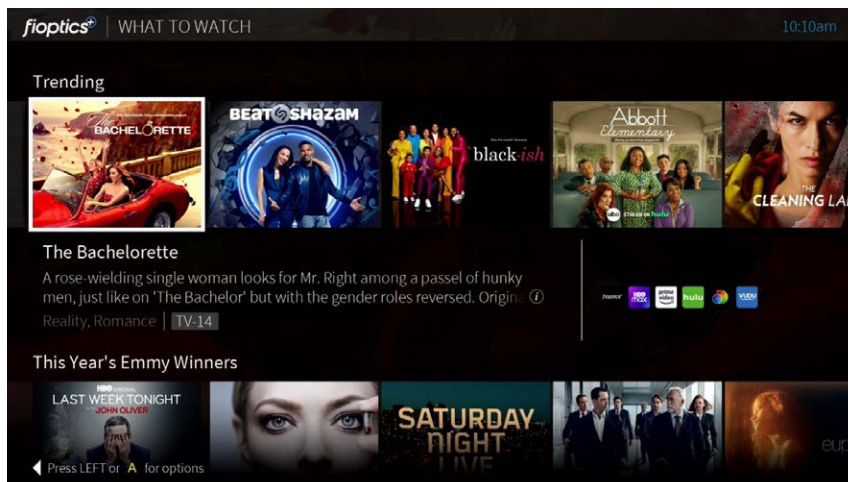 fioptics+ | WHAT TO WATCH
10:10am
Trending
The
BACHELORETTE
BEAT SHAZAM
black-ish
Abbott
Elementary
abc STREAM ON hulu
THE
CLEANING LA
The Bachelorette
A rose-wielding single woman looks for Mr. Right among a passel of hunky
men, just like on 'The Bachelor' but with the gender roles reversed. Origina
Reality, Romance | TV-14
fioptics HBO max prime video hulu VUDU
This Year's Emmy Winners
HBO ORIGINAL
LAST WEEK TONIGHT
JOHN OLIVER
SATURDAY
NIGHT
LIVE
eup
Press LEFT or A for options